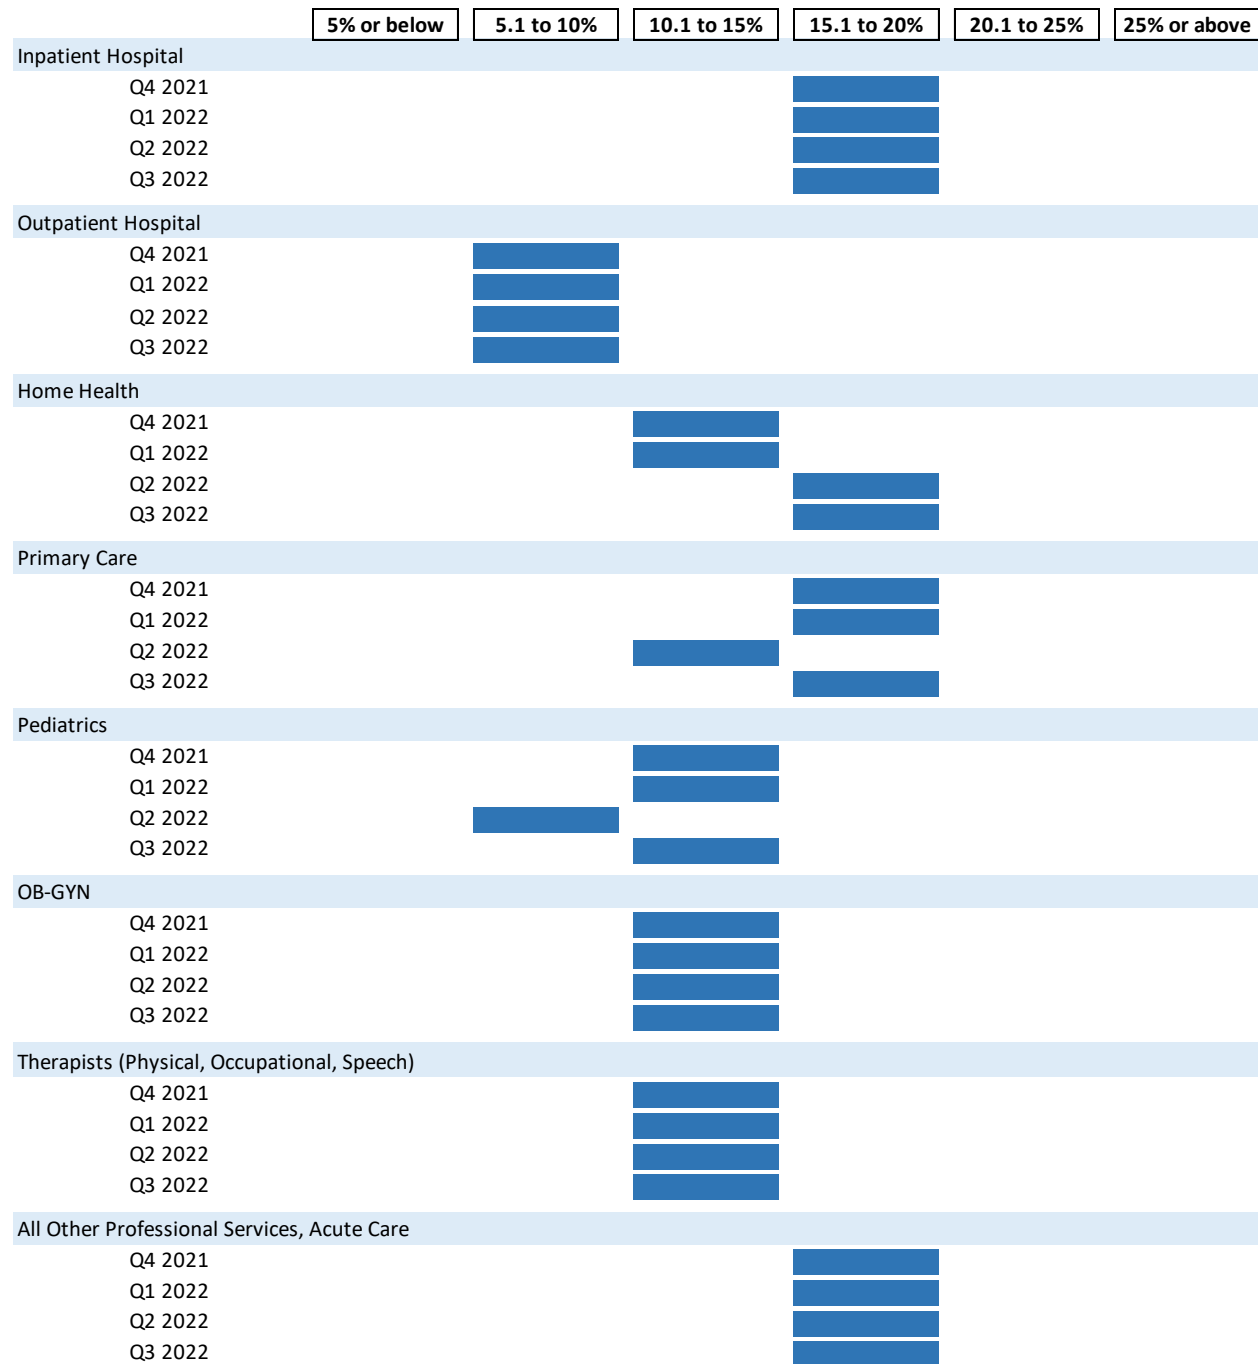 5% or below 5.1 to 10% 10.1 to 15% 15.1 to 20% 20.1 to 25% 25% or above
Inpatient Hospital
Q4 2021
Q1 2022
Q2 2022
Q3 2022
Outpatient Hospital
Q4 2021
Q1 2022
Q2 2022
Q3 2022
Home Health
Q4 2021
Q1 2022
Q2 2022
Q3 2022
Primary Care
Q4 2021
Q1 2022
Q2 2022
Q3 2022
Pediatrics
Q4 2021
Q1 2022
Q2 2022
Q3 2022
OB-GYN
Q4 2021
Q1 2022
Q2 2022
Q3 2022
Therapists (Physical, Occupational, Speech)
Q4 2021
Q1 2022
Q2 2022
Q3 2022
All Other Professional Services, Acute Care
Q4 2021
Q1 2022
Q2 2022
Q3 2022